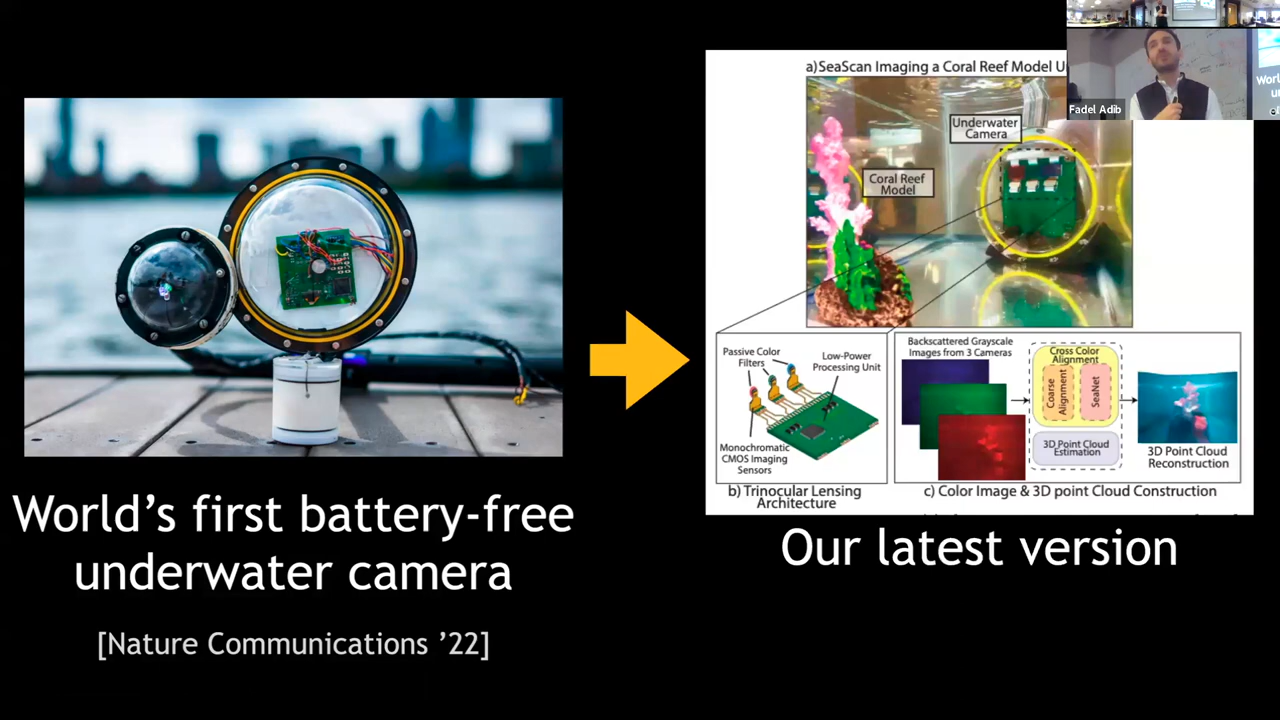 World's first battery-free
underwater camera
[Nature Communications '22]
a)SeaScan Imaging a Coral Reef Model
Underwater
Camera
Coral Reef
Model
Passive Color
Filters
Low-Power
Processing Unit
Monochromatic
CMOS Imaging
Sensors
b) Trinocular Lensing
Architecture
Backscattered Grayscale
Images from 3 Cameras
Cross Color
Alignment
Coarse
Alignment
SeaNet
3D Point Cloud
Estimation
3D Point Cloud
Reconstruction
c) Color Image & 3D point Cloud Construction
Our latest version
Fadel Adib